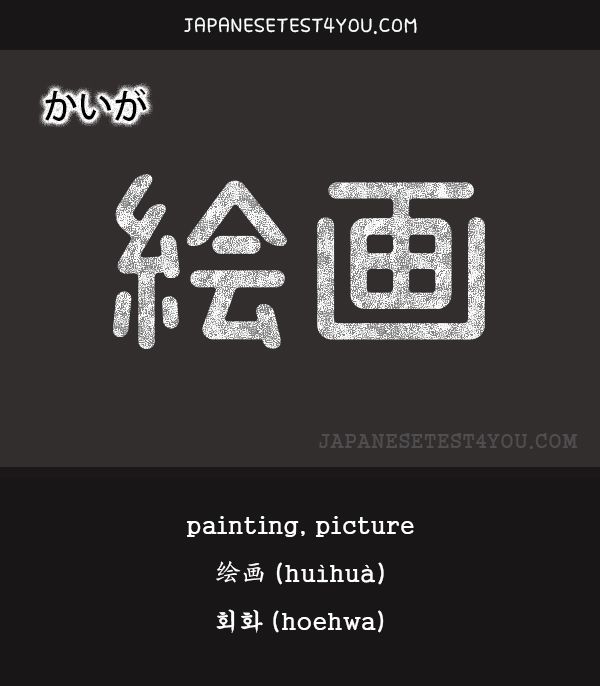 JAPANESETEST4YOU.COM
かいが
絵画
JAPANESETEST4YOU.COM
painting, picture
绘画 (huìhuà)
회화 (hoehwa)